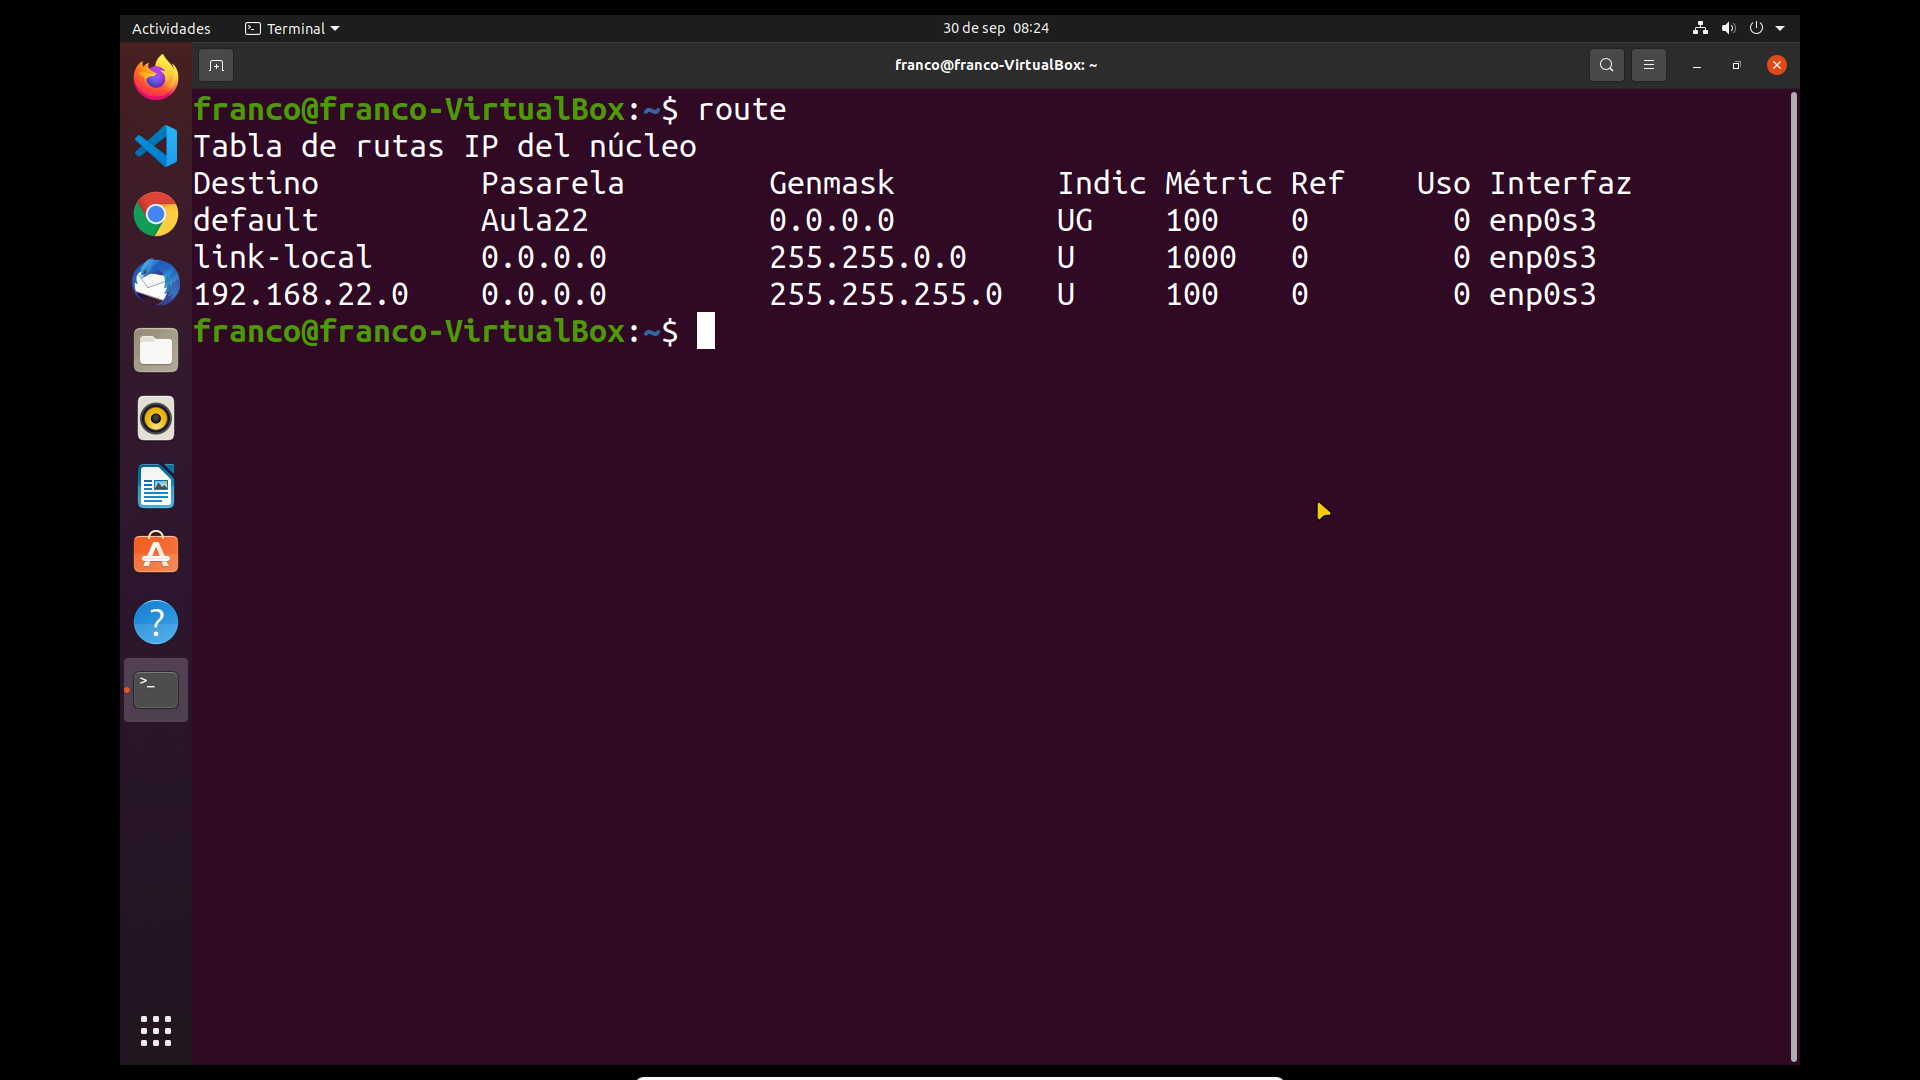 Actividades Terminal 30 de sep 08:24
franco@franco-VirtualBox: ~
franco@franco-VirtualBox:~$ route
Tabla de rutas IP del núcleo
Destino Pasarela Genmask Indic Métric Ref Uso Interfaz
default Aula22 0.0.0.0 UG 100 0 0 enp0s3
link-local 0.0.0.0 255.255.0.0 U 1000 0 0 enp0s3
192.168.22.0 0.0.0.0 255.255.255.0 U 100 0 0 enp0s3
franco@franco-VirtualBox:~$